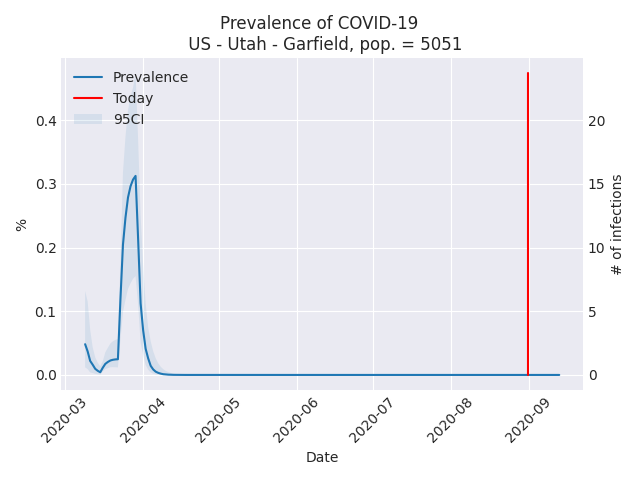 Prevalence of COVID-19
US - Utah - Garfield, pop. = 5051
Prevalence
Today
95CI
0.4
0.3
0.2
0.1
0.0
%
20
15
10
5
0
# of infections
2020-03
2020-04
2020-05
2020-06
2020-07
2020-08
2020-09
Date